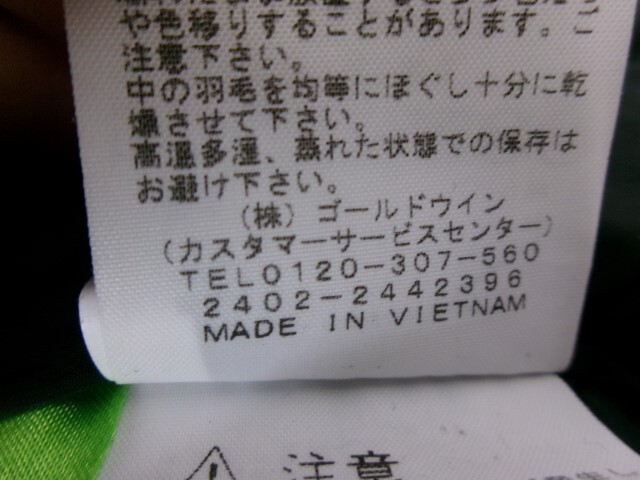 や色移りすることがあります。ご
注意下さい。
中の羽毛を均等にほぐし十分に乾
燥させて下さい。
高温多湿、蒸れた状態での保存は
お避け下さい。
(株) ゴールドウイン
(カスタマーサービスセンター)
TEL0120-307-560
2402-2442396
MADE IN VIETNAM
注意